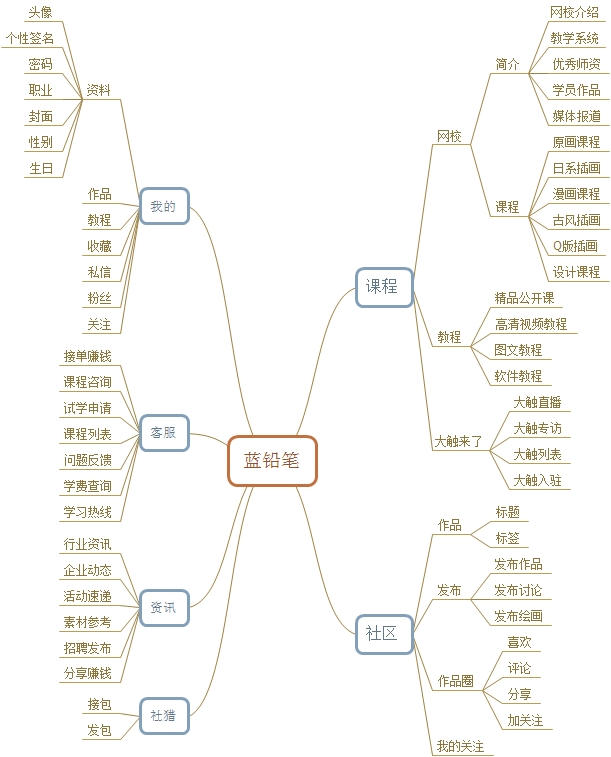 蓝铅笔
我的
资料
头像
个性签名
密码
职业
封面
性别
生日
作品
教程
收藏
私信
粉丝
关注
客服
接单赚钱
课程咨询
试学申请
课程列表
问题反馈
学费查询
学习热线
资讯
行业资讯
企业动态
活动速递
素材参考
招聘发布
分享赚钱
社猎
接包
发包
课程
网校
简介
网校介绍
教学系统
优秀师资
学员作品
媒体报道
课程
原画课程
日系插画
漫画课程
古风插画
Q版插画
设计课程
教程
精品公开课
高清视频教程
图文教程
软件教程
大触来了
大触直播
大触专访
大触列表
大触入驻
社区
作品
标题
标签
发布
发布作品
发布讨论
发布绘画
作品圈
喜欢
评论
分享
加关注
我的关注